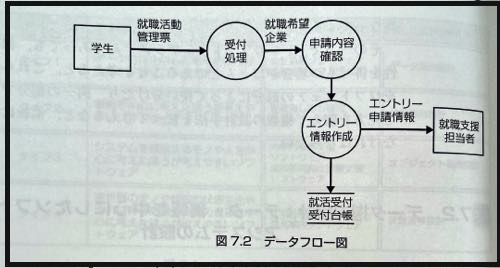 学生
就職活動
管理票
受付
処理
就職希望
企業
申請内容
確認
エントリー
情報作成
エントリー
申請情報
就職支援
担当者
就活受付
受付台帳
図 7.2 データフロー図